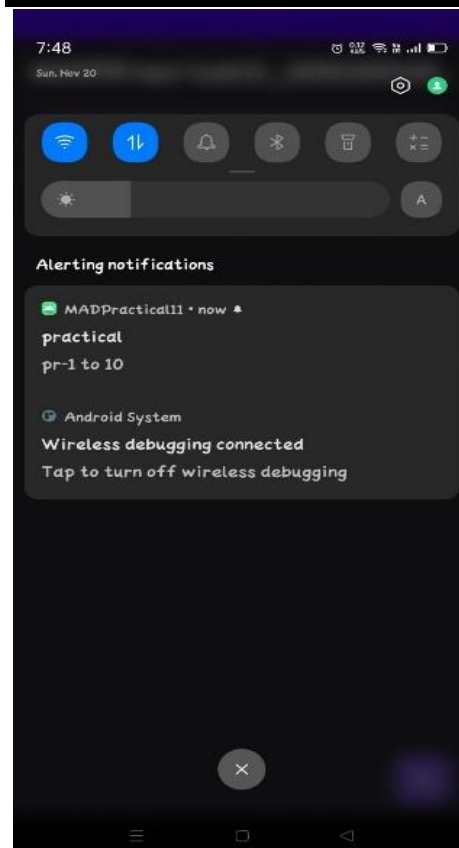 7:48
Sun, Nov 20
A
Alerting notifications
MADPractical11 • now
practical
pr-1 to 10
Android System
Wireless debugging connected
Tap to turn off wireless debugging